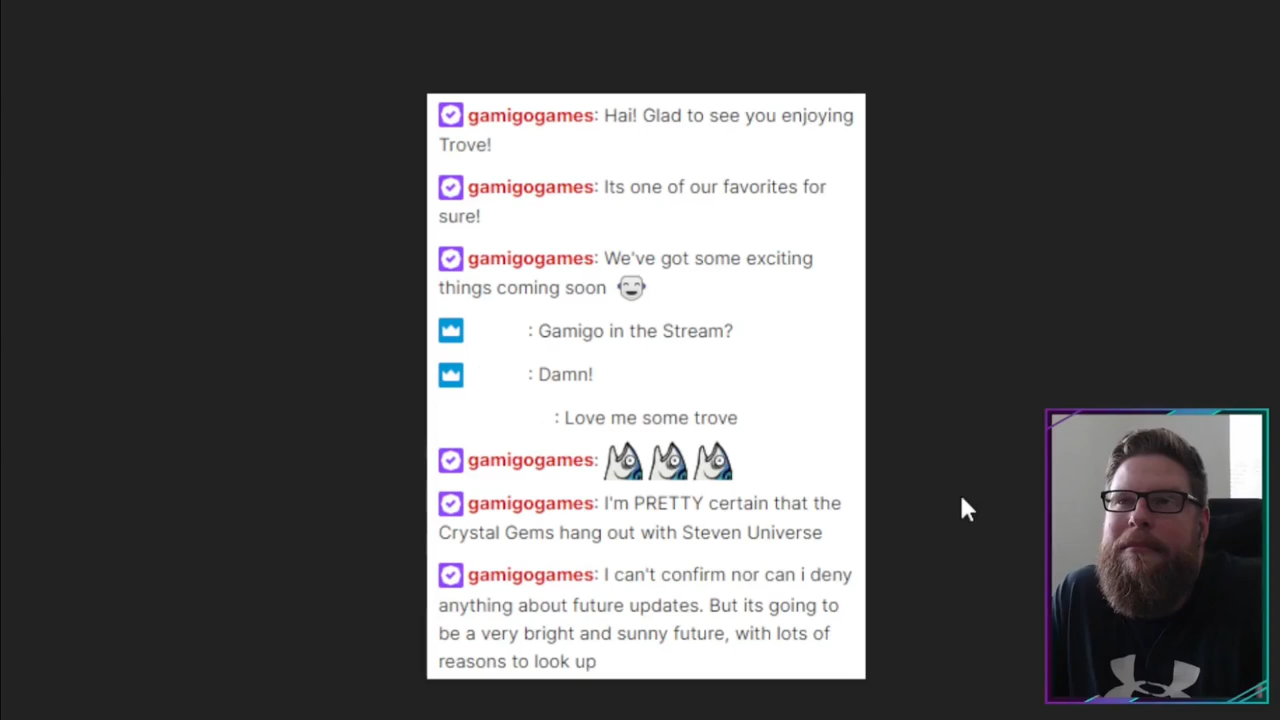 gamigogames: Hai! Glad to see you enjoying
Trove!
gamigogames: Its one of our favorites for
sure!
gamigogames: We've got some exciting
things coming soon
: Gamigo in the Stream?
: Damn!
: Love me some trove
gamigogames:
gamigogames: I'm PRETTY certain that the
Crystal Gems hang out with Steven Universe
gamigogames: I can't confirm nor can i deny
anything about future updates. But its going to
be a very bright and sunny future, with lots of
reasons to look up